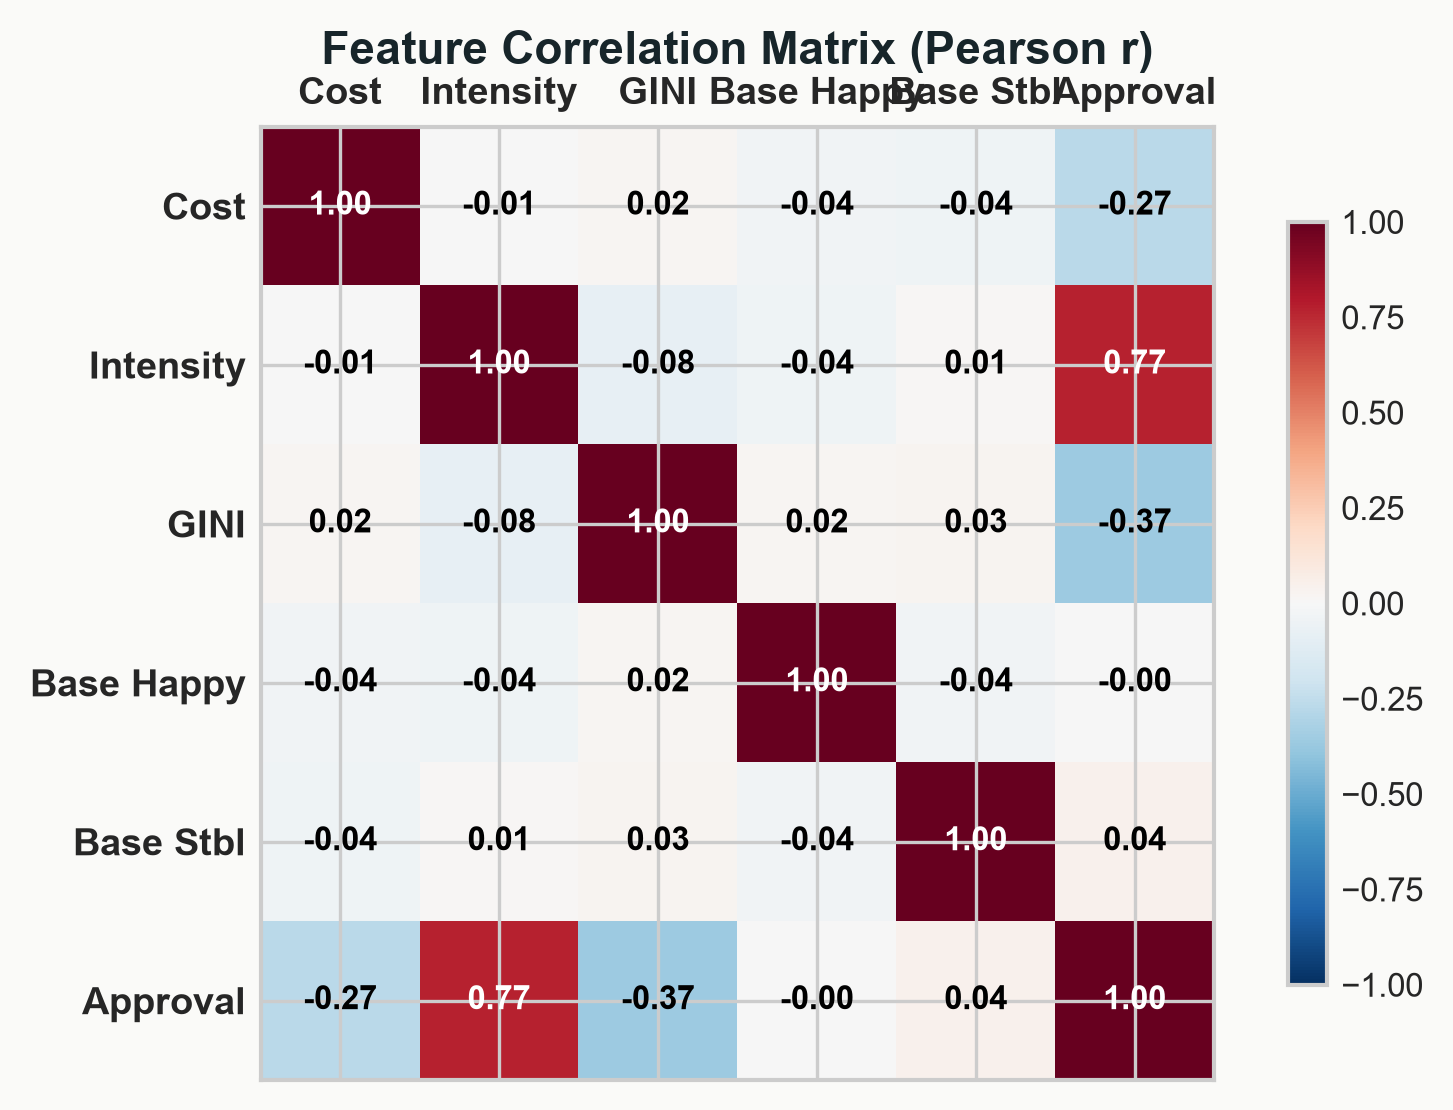 Feature Correlation Matrix (Pearson r)
Cost Intensity GINI Base Happy Base Stbl Approval
Cost 1.00 -0.01 0.02 -0.04 -0.04 -0.27
Intensity -0.01 1.00 -0.08 -0.04 0.01 0.77
GINI 0.02 -0.08 1.00 0.02 0.03 -0.37
Base Happy -0.04 -0.04 0.02 1.00 -0.04 -0.00
Base Stbl -0.04 0.01 0.03 -0.04 1.00 0.04
Approval -0.27 0.77 -0.37 -0.00 0.04 1.00
1.00
0.75
0.50
0.25
0.00
−0.25
−0.50
−0.75
−1.00